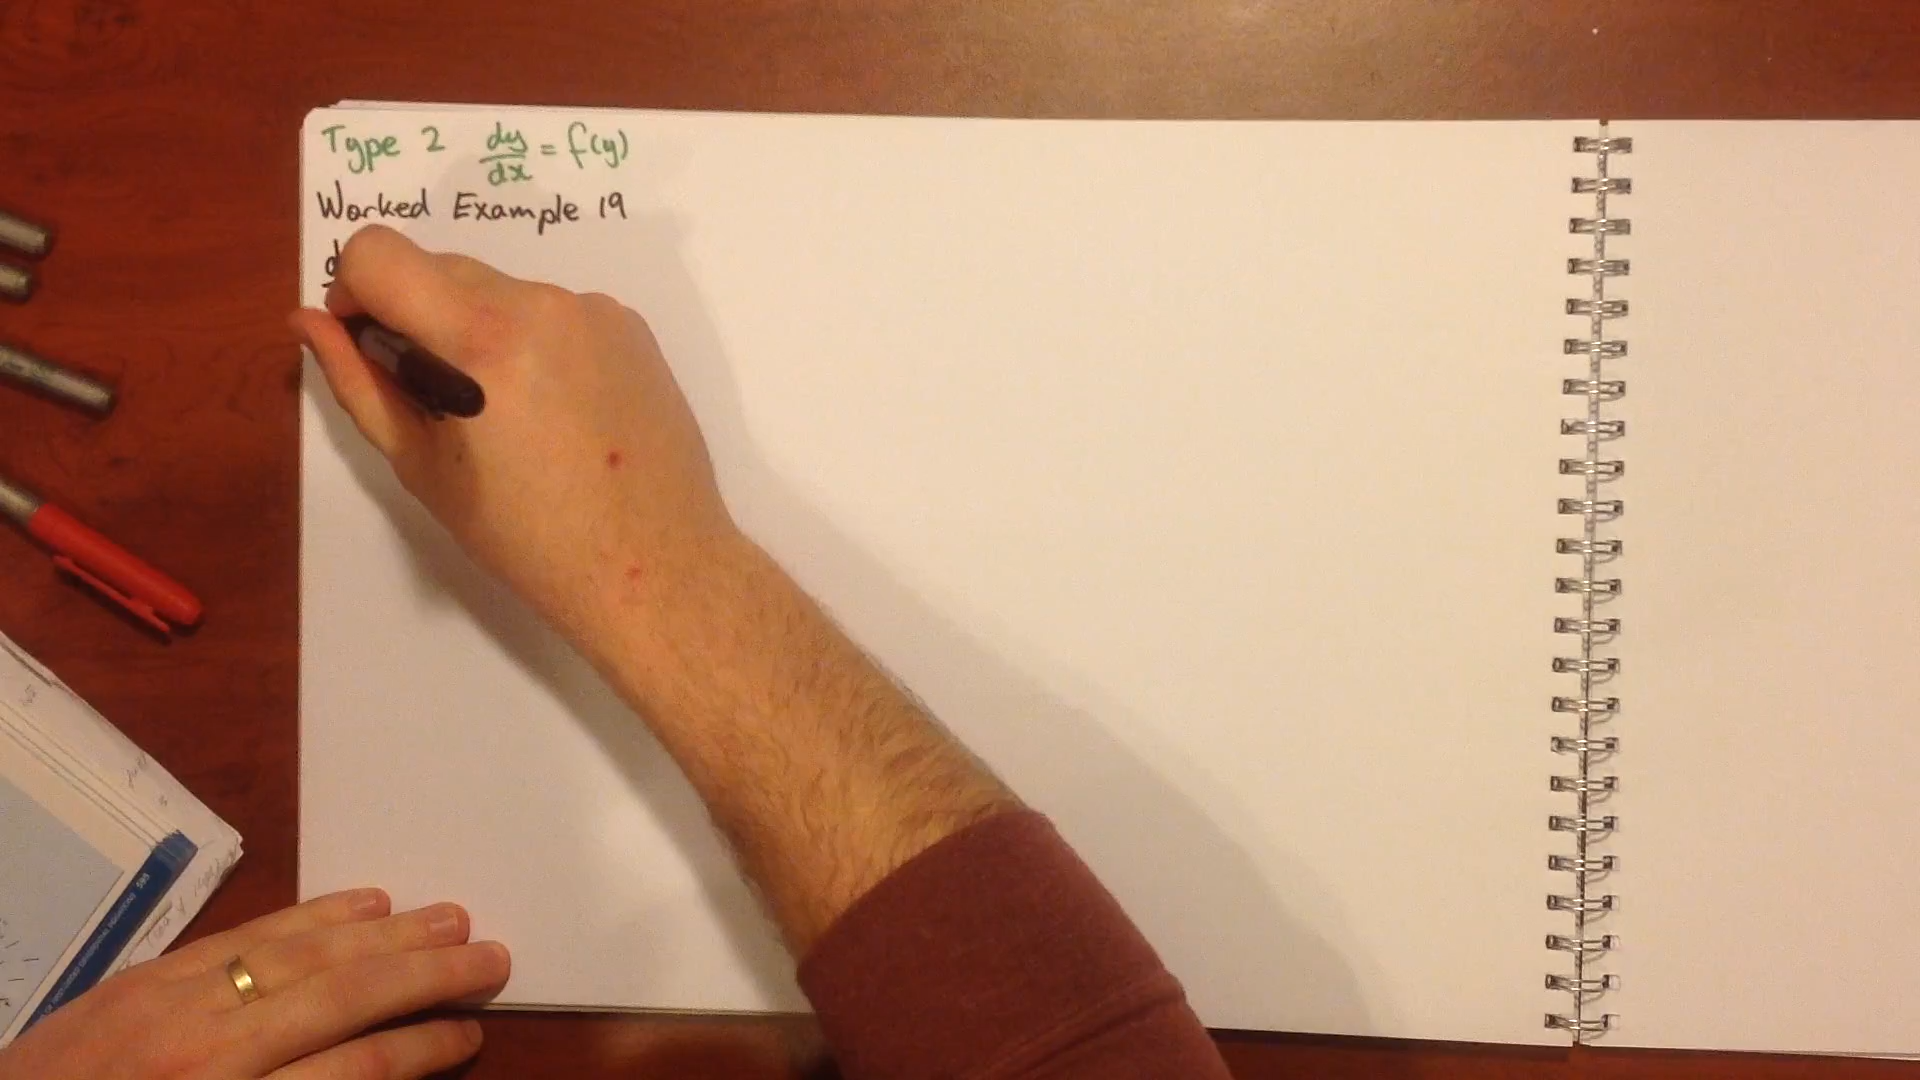 Type 2 dy/dx = f(y)
Worked Example 19
d